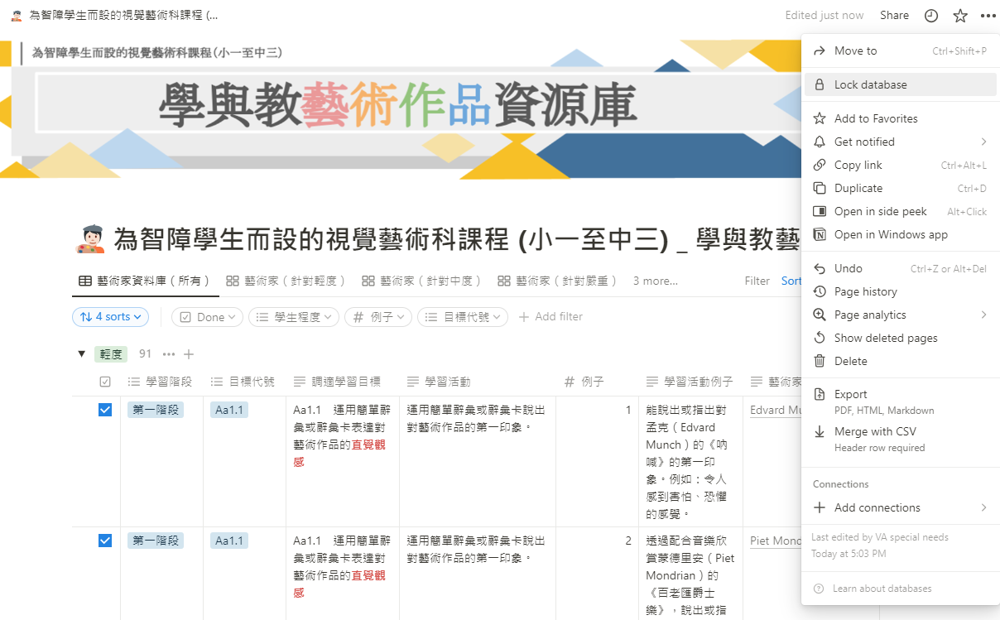 為智障學生而設的視覺藝術科課程 (...
Edited just now
Share
為智障學生而設的視覺藝術科課程(小一至中三)
學與教藝術作品資源庫
為智障學生而設的視覺藝術科課程 (小一至中三) _ 學與教藝
藝術家資料庫（所有）
藝術家（針對輕度）
藝術家（針對中度）
藝術家（針對嚴重）
3 more...
Filter
Sort
4 sorts
Done
學生程度
# 例子
目標代號
+ Add filter
輕度
91
學習階段
目標代號
調適學習目標
學習活動
# 例子
學習活動例子
藝術家
第一階段
Aa1.1
Aa1.1 運用簡單辭
彙或辭彙卡表達對
藝術作品的直覺觀
感
運用簡單辭彙或辭彙卡說出
對藝術作品的第一印象。
1
能說出或指出對
孟克（Edvard
Munch）的《吶
喊》的第一印
象。例如：令人
感到害怕、恐懼
的感覺。
Edvard Mu
第一階段
Aa1.1
Aa1.1 運用簡單辭
彙或辭彙卡表達對
藝術作品的直覺觀
感
運用簡單辭彙或辭彙卡說出
對藝術作品的第一印象。
2
透過配合音樂欣
賞蒙德里安（Piet
Mondrian）的
《百老匯爵士
樂》，說出或指
Piet Mond
Move to
Ctrl+Shift+P
Lock database
Add to Favorites
Get notified
Copy link
Ctrl+Alt+L
Duplicate
Ctrl+D
Open in side peek
Alt+Click
Open in Windows app
Undo
Ctrl+Z or Alt+Del
Page history
Page analytics
Show deleted pages
Delete
Export
PDF, HTML, Markdown
Merge with CSV
Header row required
Connections
Add connections
Last edited by VA special needs
Today at 5:03 PM
Learn about databases